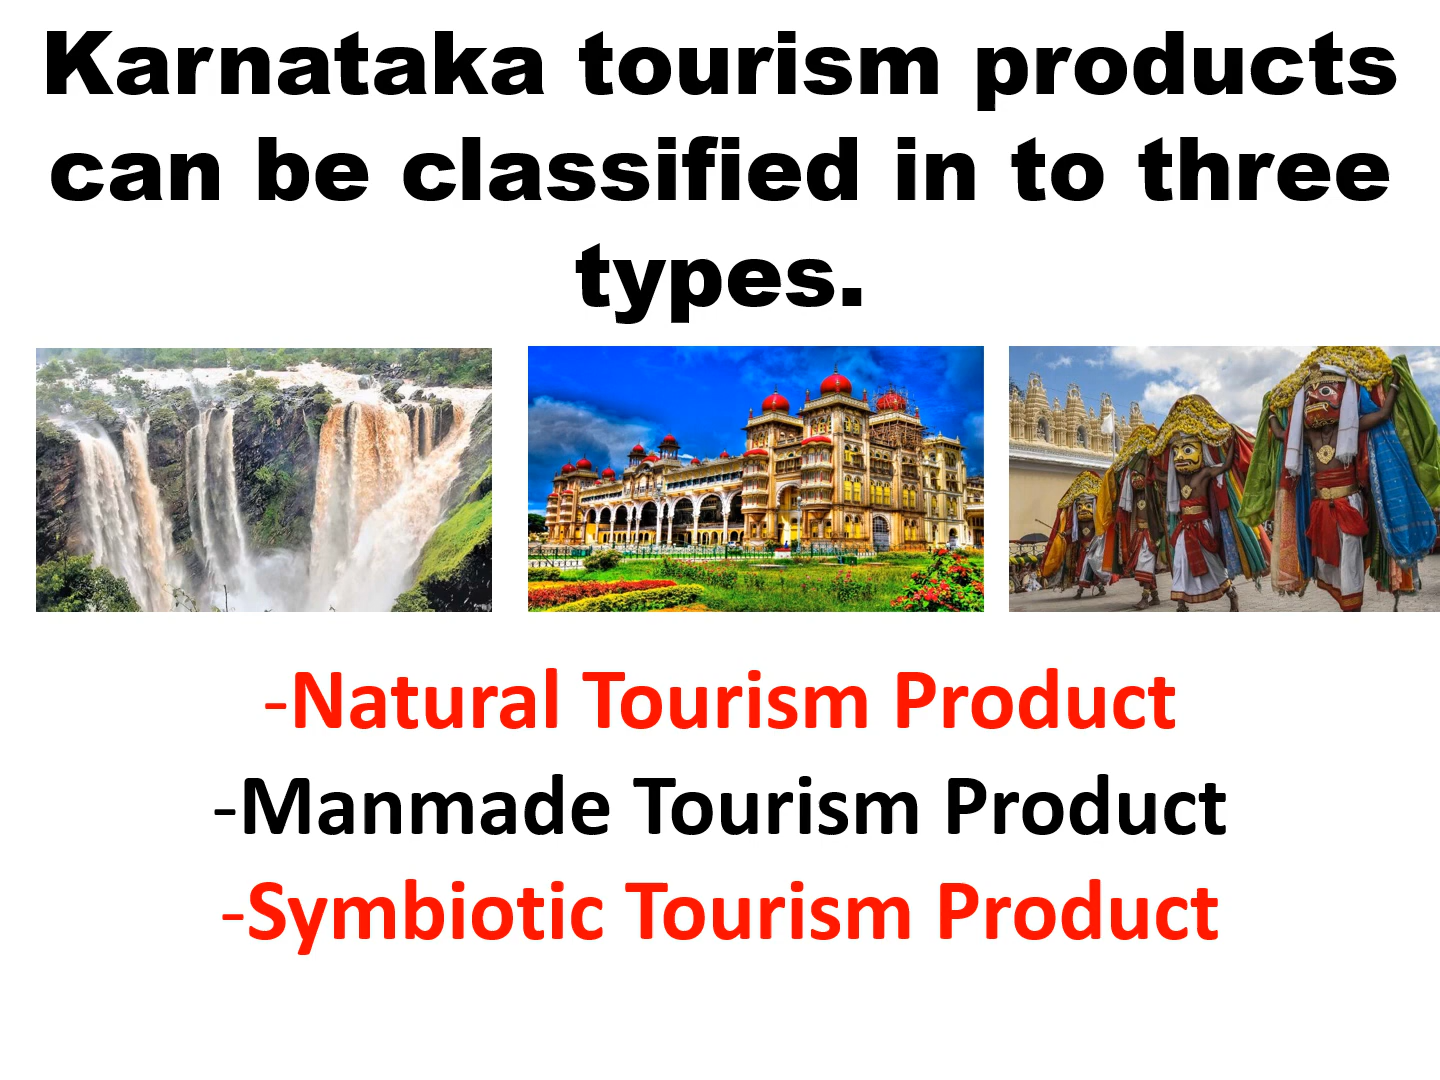 Karnataka tourism products
can be classified in to three
types.
-Natural Tourism Product
-Manmade Tourism Product
-Symbiotic Tourism Product